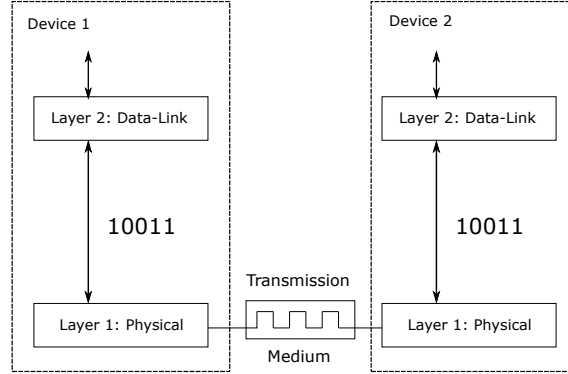 Device 1
Layer 2: Data-Link
10011
Layer 1: Physical
Transmission
Medium
Device 2
Layer 2: Data-Link
10011
Layer 1: Physical